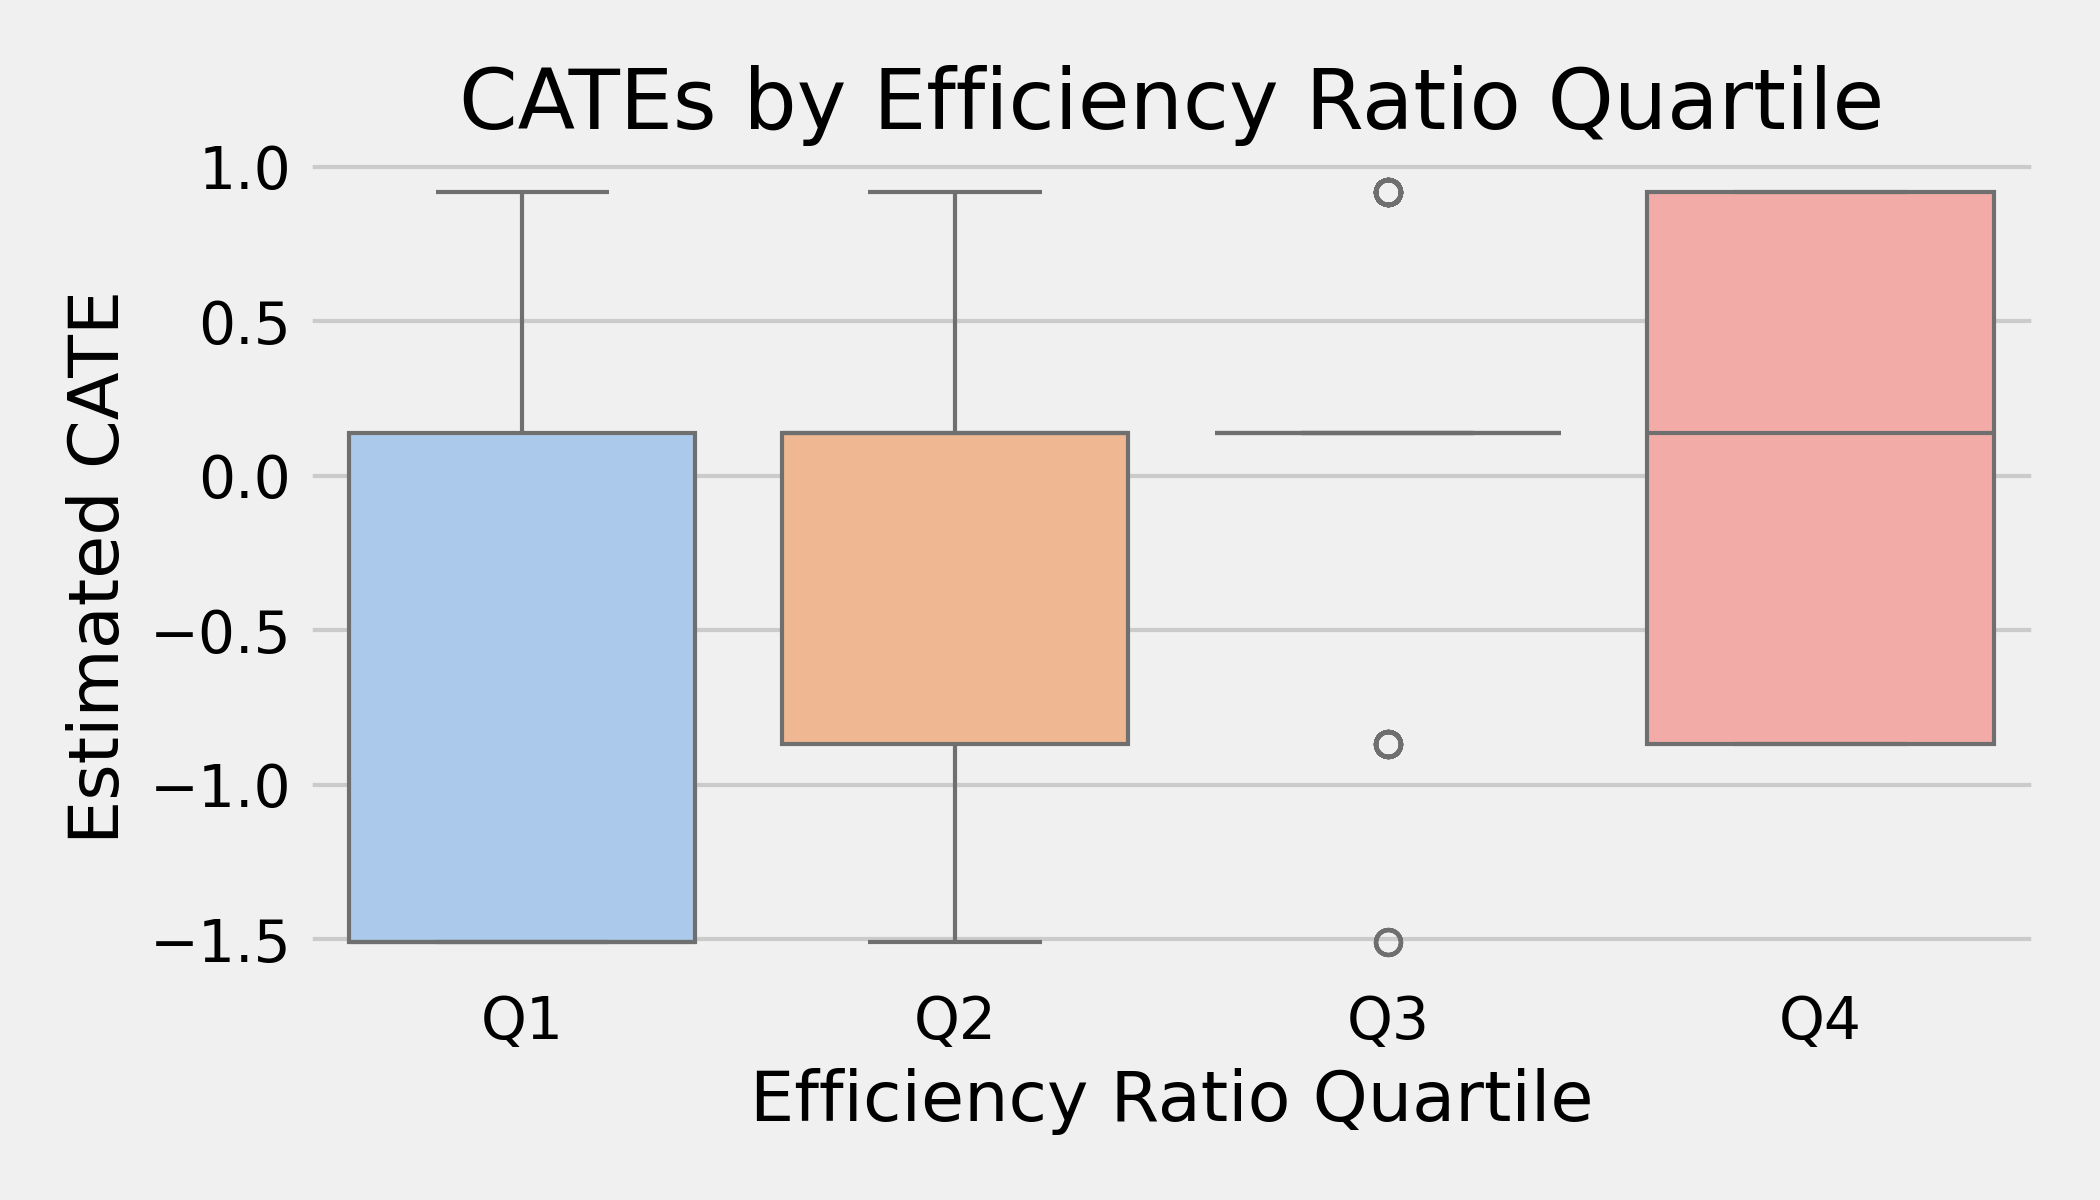 CATEs by Efficiency Ratio Quartile
Estimated CATE
1.0
0.5
0.0
−0.5
−1.0
−1.5
Q1 Q2 Q3 Q4
Efficiency Ratio Quartile